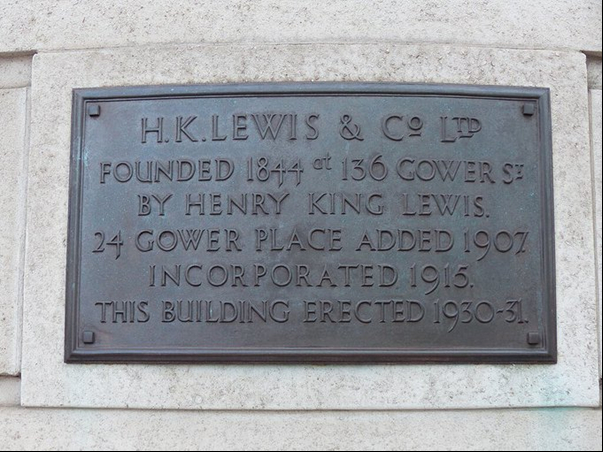 H.K. LEWIS & Co LTD
FOUNDED 1844 at 136 GOWER ST
BY HENRY KING LEWIS.
24 GOWER PLACE ADDED 1907
INCORPORATED 1915.
THIS BUILDING ERECTED 1930-31.